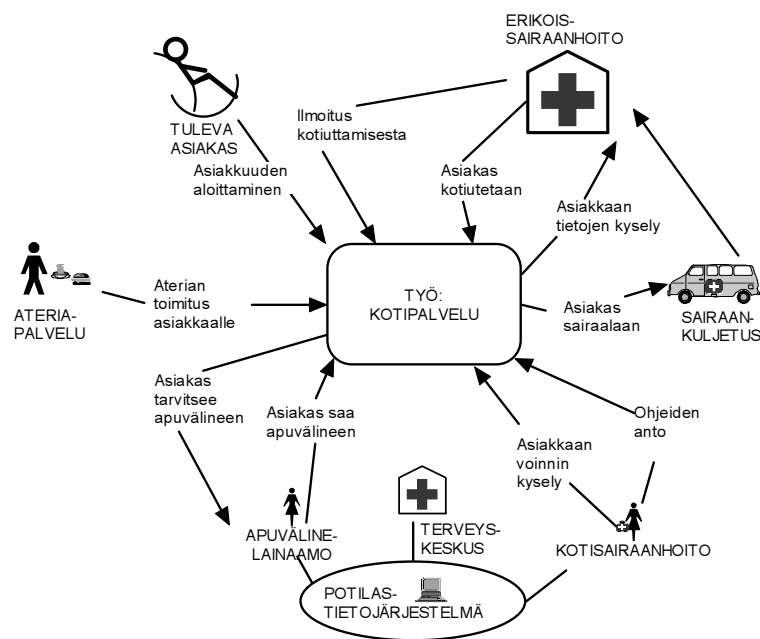 ERIKOIS-
SAIRAANHOITO
TULEVA
ASIAKAS
Ilmoitus
kotiuttamisesta
Asiakkuuden
aloittaminen
Asiakas
kotiutetaan
Asiakkaan
tietojen kysely
ATERIA-
PALVELU
Aterian
toimitus
asiakkaalle
TYÖ:
KOTIPALVELU
Asiakas
sairaalaan
SAIRAAN-
KULJETUS
Asiakas
tarvitsee
apuvälineen
Asiakas saa
apuvälineen
Asiakkaan
voinnin
kysely
Ohjeiden
anto
APUVÄLINE-
LAINAAMO
TERVEYS-
KESKUS
KOTISAIRAANHOITO
POTILAS-
TIETOJÄRJESTELMÄ